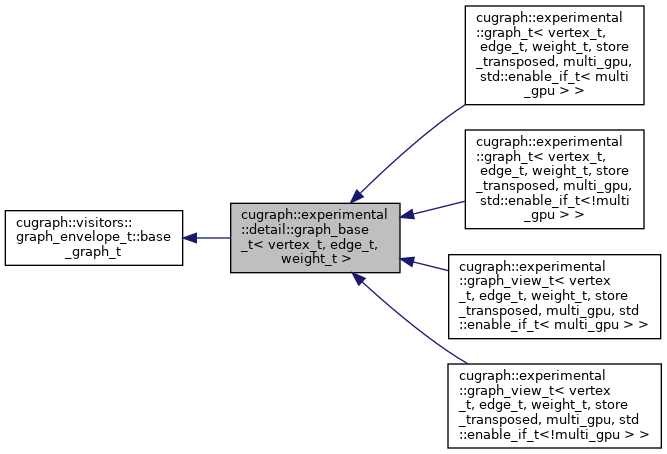 cugraph::visitors::
graph_envelope_t::base
_graph_t
cugraph::experimental
::detail::graph_base
_t< vertex_t, edge_t,
weight_t >
cugraph::experimental
::graph_t< vertex_t,
edge_t, weight_t, store
_transposed, multi_gpu,
std::enable_if_t< multi
_gpu > >
cugraph::experimental
::graph_t< vertex_t,
edge_t, weight_t, store
_transposed, multi_gpu,
std::enable_if_t<!multi
_gpu > >
cugraph::experimental
::graph_view_t< vertex
_t, edge_t, weight_t, store
_transposed, multi_gpu, std
::enable_if_t< multi_gpu > >
cugraph::experimental
::graph_view_t< vertex
_t, edge_t, weight_t, store
_transposed, multi_gpu, std
::enable_if_t<!multi_gpu > >